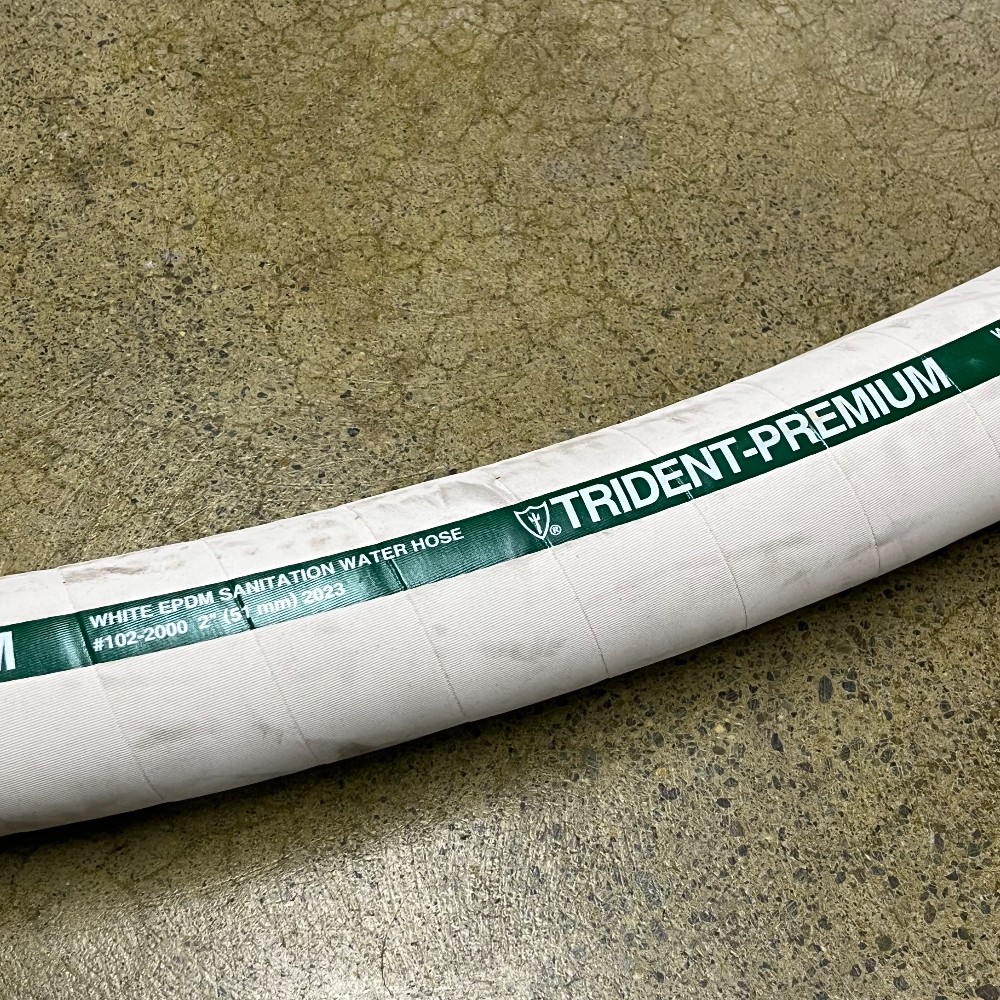 M
WHITE EPDM SANITATION WATER HOSE
#102-2000 2" (51 mm) 2023
® TRIDENT-PREMIUM